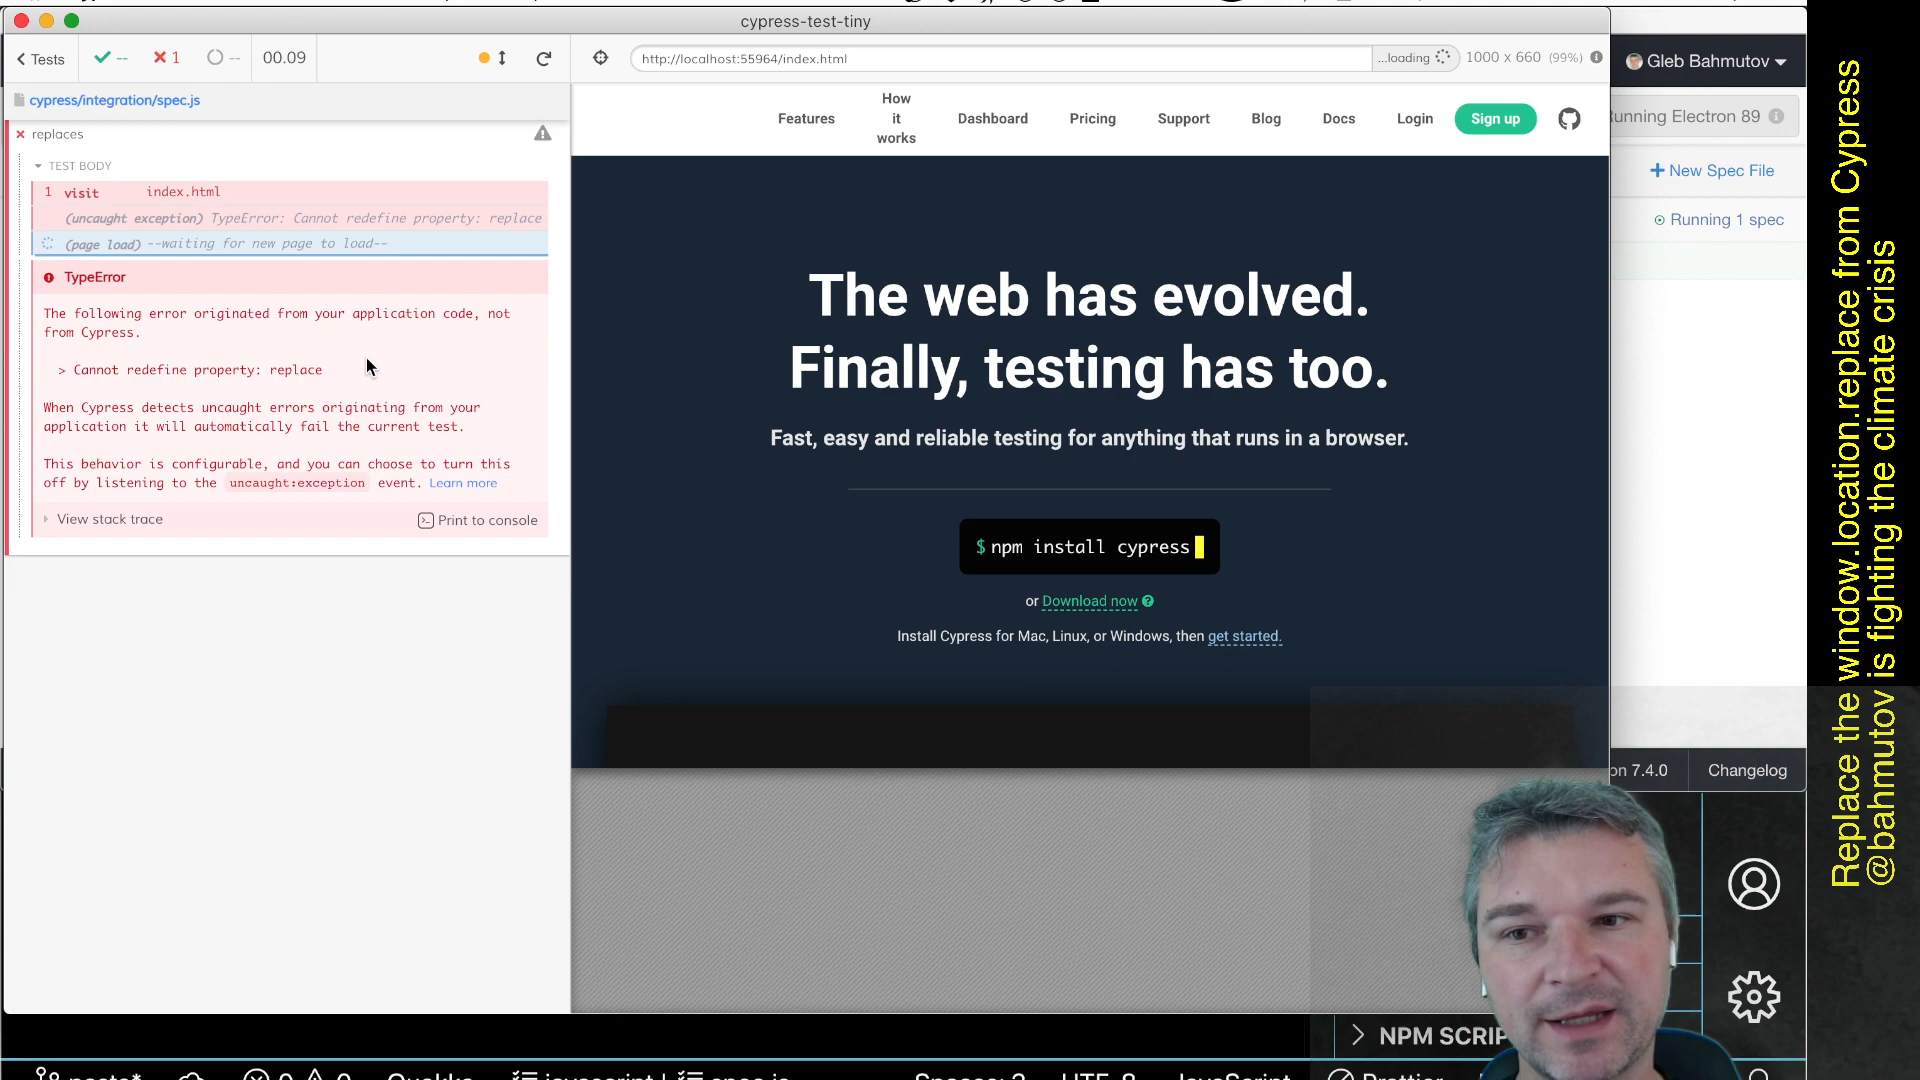 cypress-test-tiny
Tests
--
1
--
00.09
http://localhost:55964/index.html
...loading
1000 x 660 (99%)
Gleb Bahmutov
cypress/integration/spec.js
replaces
TEST BODY
1 visit index.html
(uncaught exception) TypeError: Cannot redefine property: replace
(page load) --waiting for new page to load--
TypeError
The following error originated from your application code, not
from Cypress.
> Cannot redefine property: replace
When Cypress detects uncaught errors originating from your
application it will automatically fail the current test.
This behavior is configurable, and you can choose to turn this
off by listening to the uncaught:exception event. Learn more
View stack trace
Print to console
Features
How
it
works
Dashboard
Pricing
Support
Blog
Docs
Login
Sign up
The web has evolved.
Finally, testing has too.
Fast, easy and reliable testing for anything that runs in a browser.
$ npm install cypress
or Download now
Install Cypress for Mac, Linux, or Windows, then get started.
unning Electron 89
+ New Spec File
Running 1 spec
on 7.4.0
Changelog
NPM SCRIP
Replace the window.location.replace from Cypress
@bahmutov is fighting the climate crisis